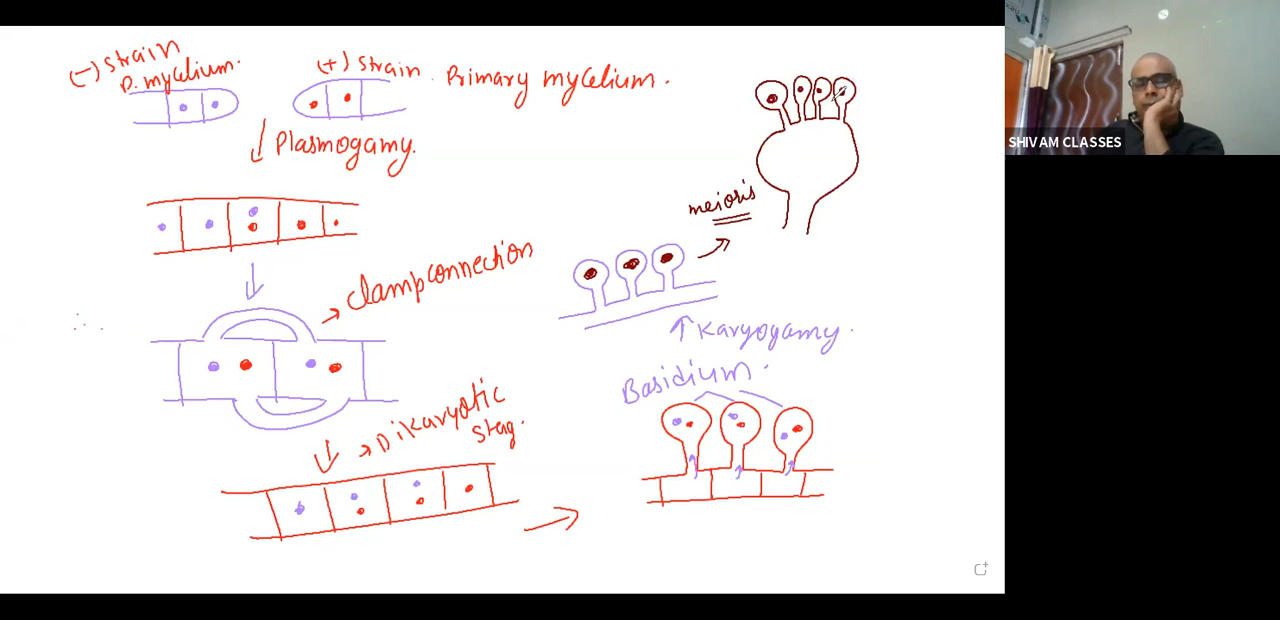 (-) Strain
P. mycelium.
(+) Strain
Primary mycelium.
Plasmogamy.
clampconnection
Dikaryotic
Stag.
Basidium.
Karyogamy.
meiosis
SHIVAM CLASSES